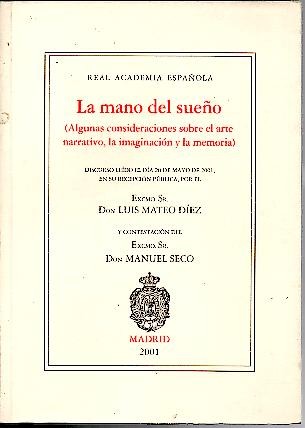 REAL ACADEMIA ESPAÑOLA
La mano del sueño
(Algunas consideraciones sobre el arte
narrativo, la imaginación y la memoria)
DISCURSO LEÍDO EL DÍA 20 DE MAYO DE 2001,
EN SU RECEPCIÓN PÚBLICA, POR EL
EXCMO. SR.
DON LUIS MATEO DÍEZ
Y CONTESTACIÓN DEL
EXCMO. SR.
DON MANUEL SECO
MADRID
2001